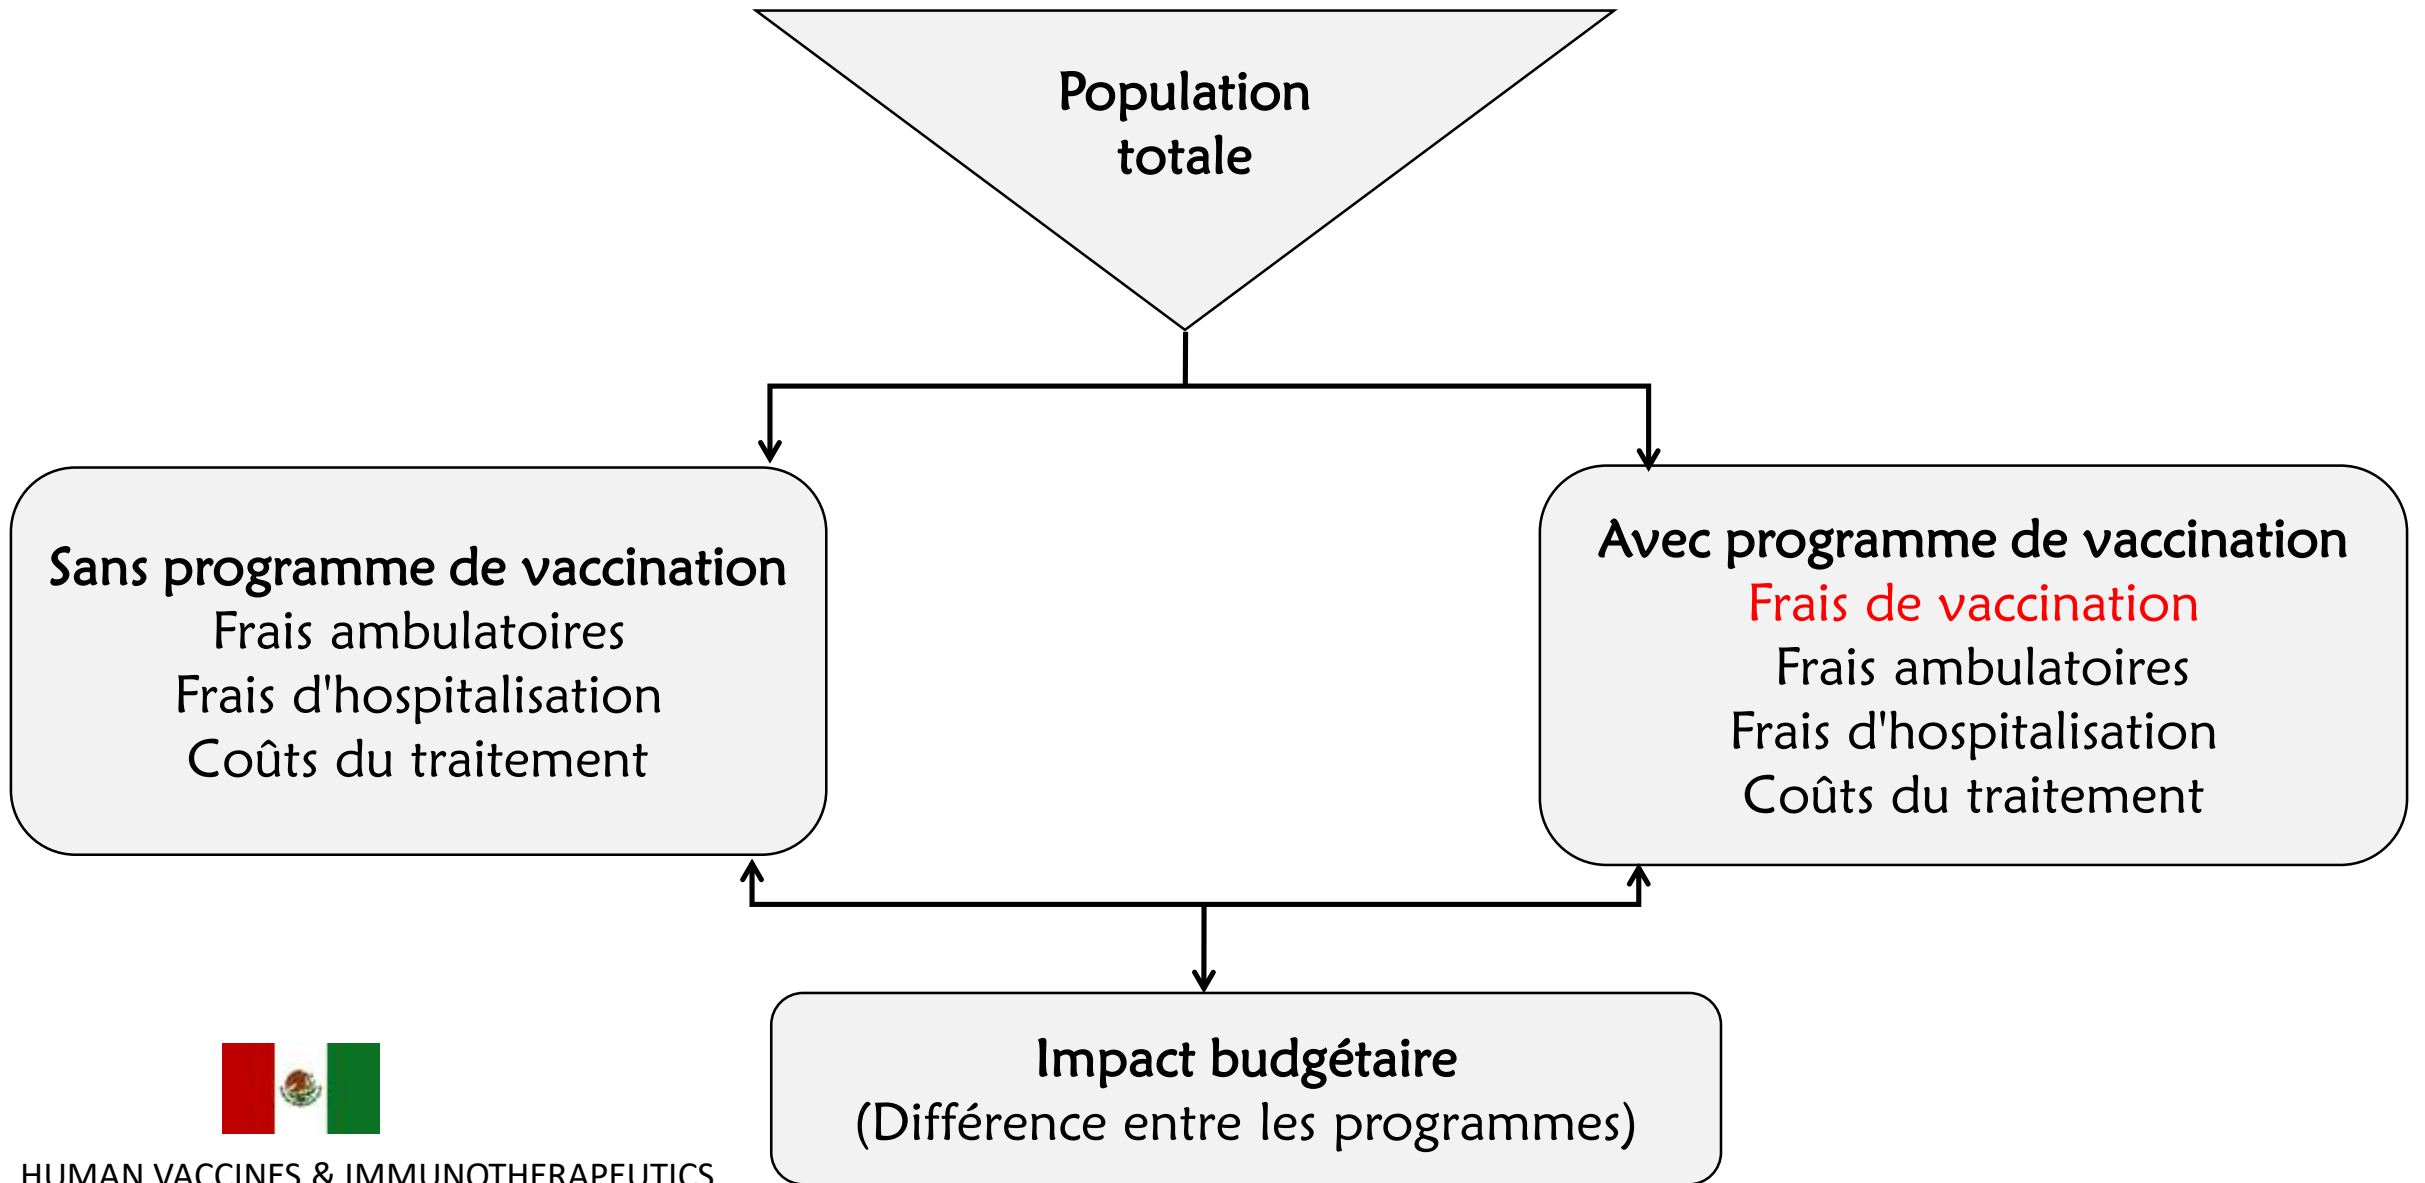 Population
totale
Sans programme de vaccination
Frais ambulatoires
Frais d'hospitalisation
Coûts du traitement
Avec programme de vaccination
Frais de vaccination
Frais ambulatoires
Frais d'hospitalisation
Coûts du traitement
Impact budgétaire
(Différence entre les programmes)
HUMAN VACCINES & IMMUNOTHERAPEUTICS